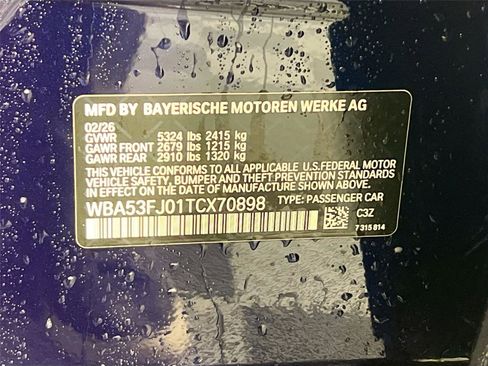 MFD BY BAYERISCHE MOTOREN WERKE AG
02/26
GVWR 5324 lbs 2415 kg
GAWR FRONT 2679 lbs 1215 kg
GAWR REAR 2910 lbs 1320 kg
THIS VEHICLE CONFORMS TO ALL APPLICABLE U.S. FEDERAL MOTOR
VEHICLE SAFETY, BUMPER AND THEFT PREVENTION STANDARDS
IN EFFECT ON THE DATE OF MANUFACTURE SHOWN ABOVE.
WBA53FJ01TCX70898 TYPE: PASSENGER CAR
C3Z
7 315 814